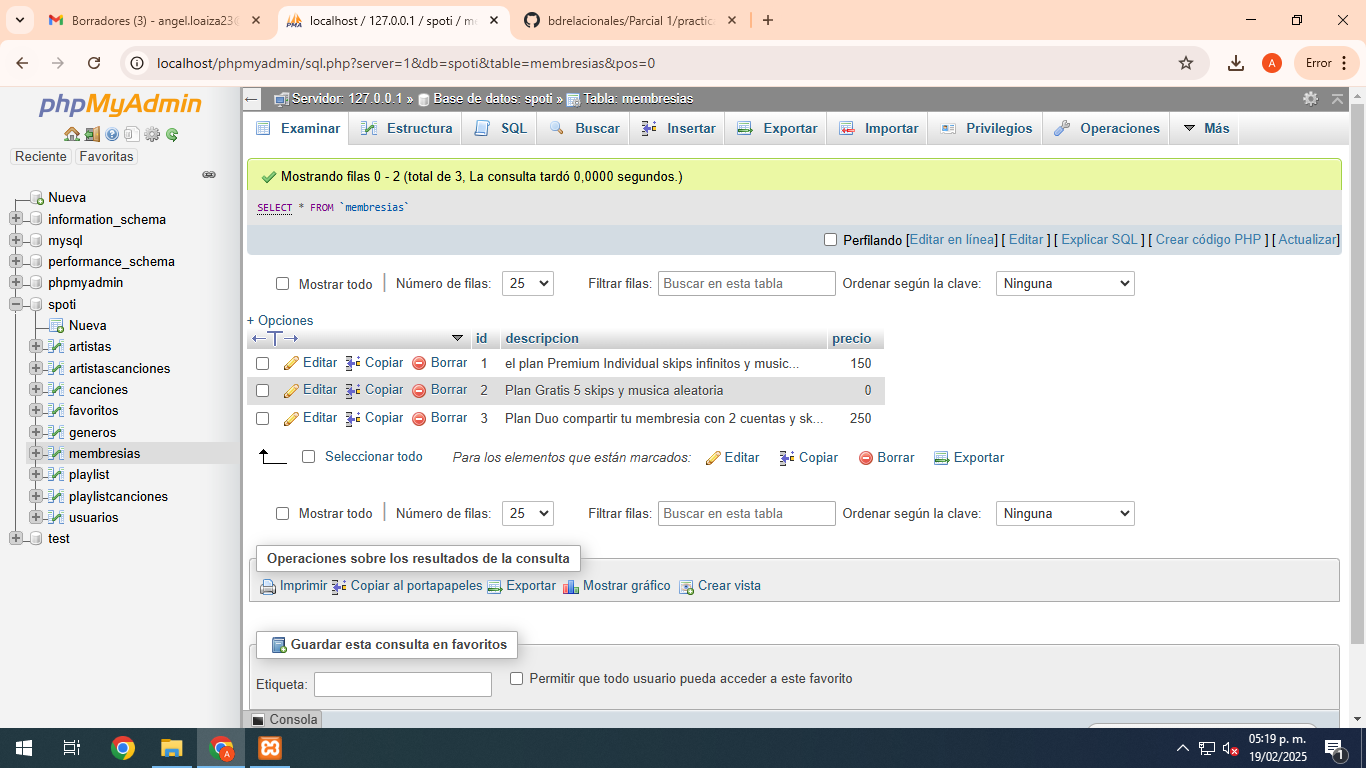 Borradores (3) - angel.loaiza23
localhost / 127.0.0.1 / spoti / me
bdrelacionales/Parcial 1/practica
localhost/phpmyadmin/sql.php?server=1&db=spoti&table=membresias&pos=0
A
Error
phpMyAdmin
Reciente
Favoritas
Nueva
information_schema
mysql
performance_schema
phpmyadmin
spoti
Nueva
artistas
artistascanciones
canciones
favoritos
generos
membresias
playlist
playlistcanciones
usuarios
test
Servidor: 127.0.0.1 » Base de datos: spoti » Tabla: membresias
Examinar Estructura SQL Buscar Insertar Exportar Importar Privilegios Operaciones Más
Mostrando filas 0 - 2 (total de 3, La consulta tardó 0,0000 segundos.)
SELECT * FROM `membresias`
Perfilando [Editar en línea] [ Editar ] [ Explicar SQL ] [ Crear código PHP ] [ Actualizar]
Mostrar todo | Número de filas: 25 Filtrar filas: Buscar en esta tabla Ordenar según la clave: Ninguna
+ Opciones
id descripcion precio
Editar Copiar Borrar 1 el plan Premium Individual skips infinitos y music... 150
Editar Copiar Borrar 2 Plan Gratis 5 skips y musica aleatoria 0
Editar Copiar Borrar 3 Plan Duo compartir tu membresia con 2 cuentas y sk... 250
Seleccionar todo Para los elementos que están marcados: Editar Copiar Borrar Exportar
Mostrar todo | Número de filas: 25 Filtrar filas: Buscar en esta tabla Ordenar según la clave: Ninguna
Operaciones sobre los resultados de la consulta
Imprimir Copiar al portapapeles Exportar Mostrar gráfico Crear vista
Guardar esta consulta en favoritos
Etiqueta: Permitir que todo usuario pueda acceder a este favorito
Consola
05:19 p. m.
19/02/2025
1